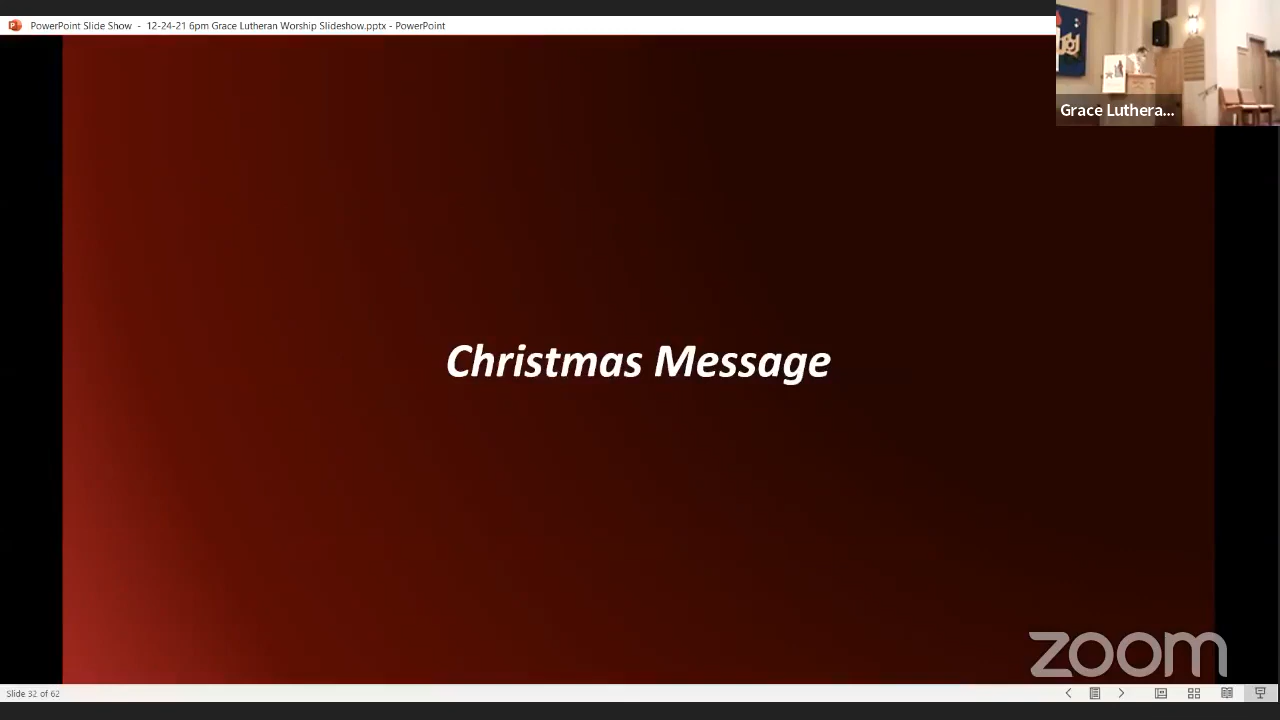 PowerPoint Slide Show - 12-24-21 6pm Grace Lutheran Worship Slideshow.pptx - PowerPoint
Grace Luthera...
Christmas Message
zoom
Slide 32 of 62